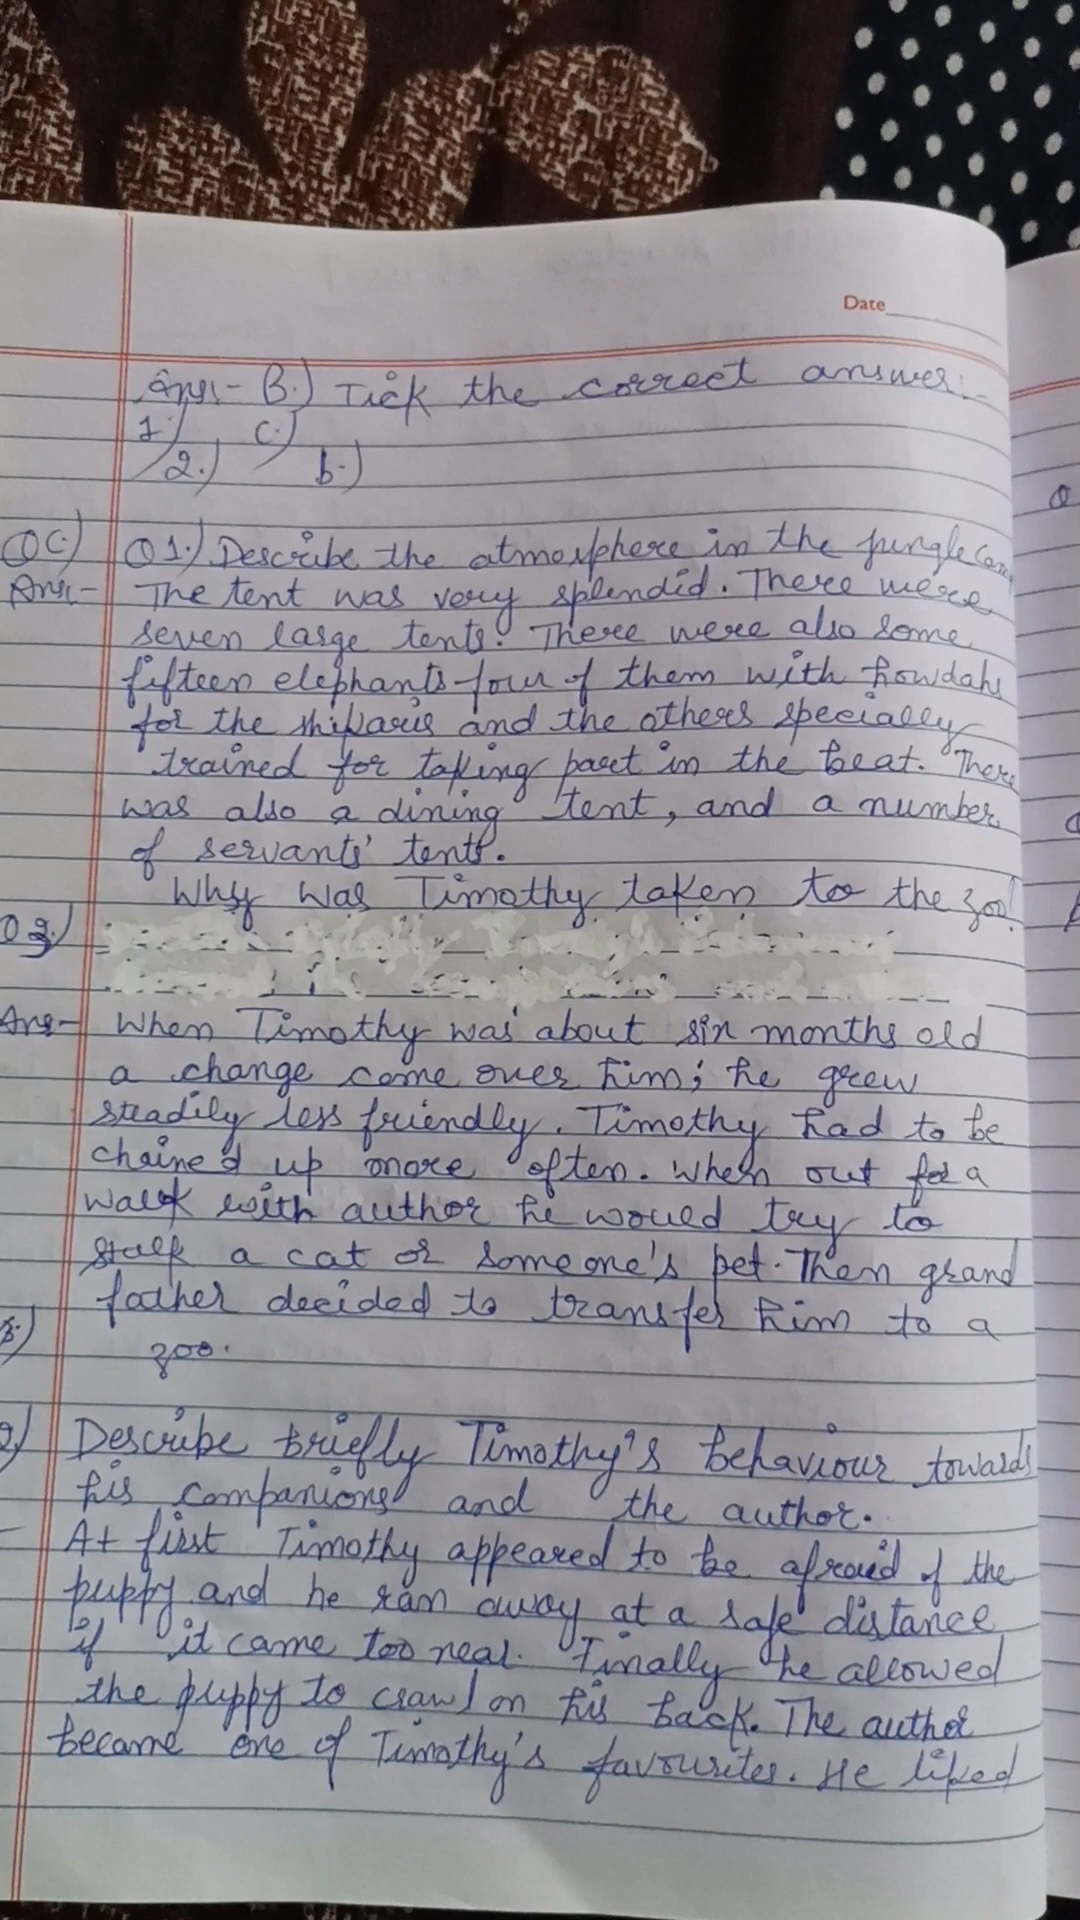 Date
Ans:- B.) Tick the correct answer:-
1.) c.)
2.) b.)
Q C.) Q 1.) Describe the atmosphere in the jungle cam
Ans:- The tent was very splendid. There were
seven large tents. There were also some
fifteen elephants-four of them with howdahs
for the shikaris and the others specially
trained for taking part in the beat. There
was also a dining tent, and a number
of servants' tents.
Why was Timothy taken to the zoo?
Q 3.)
Ans- When Timothy was about six months old
a change come over him; he grew
steadily less friendly. Timothy had to be
chained up more often. When out for a
walk with author he would try to
stalk a cat or someone's pet. Then grand
father decided to transfer him to a
zoo.
2.) Describe briefly Timothy's behaviour towards
his companions and the author.
- At first Timothy appeared to be afraid of the
puppy and he ran away at a safe distance
if it came too near. Finally he allowed
the puppy to crawl on his back. The author
became one of Timothy's favourites. He liked